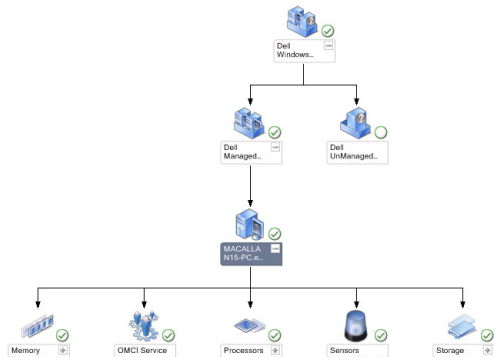 Dell
Windows..
Dell
Managed..
Dell
UnManaged..
MACALLA
N15-PC.e..
Memory
OMCI Service
Processors
Sensors
Storage